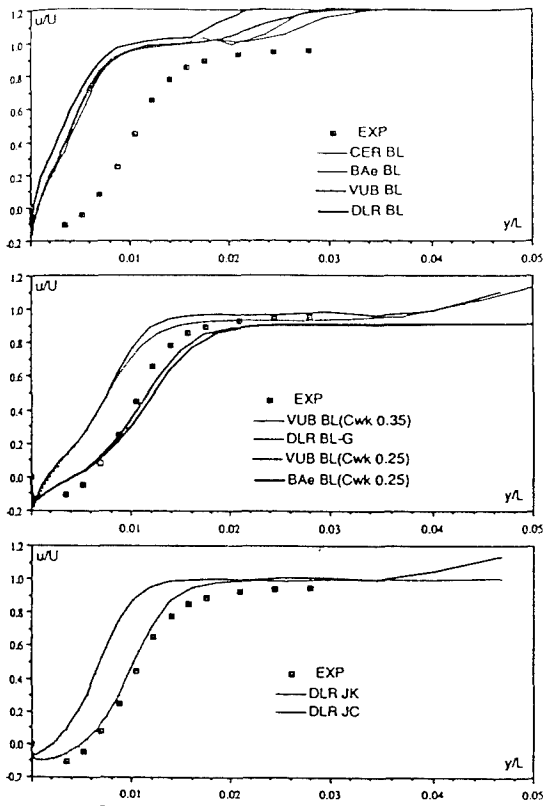 u/U
1.2
1.0
0.8
0.6
0.4
0.2
0.0
-0.2
EXP
CER BL
BAe BL
VUB BL
DLR BL
y/L
0.01 0.02 0.03 0.04 0.05
u/U
1.2
1.0
0.8
0.6
0.4
0.2
0.0
-0.2
EXP
VUB BL(Cwk 0.35)
DLR BL-G
VUB BL(Cwk 0.25)
BAe BL(Cwk 0.25)
y/L
0.01 0.02 0.03 0.04 0.05
u/U
1.2
1.0
0.8
0.6
0.4
0.2
0.0
-0.2
EXP
DLR JK
DLR JC
y/L
0.01 0.02 0.03 0.04 0.05